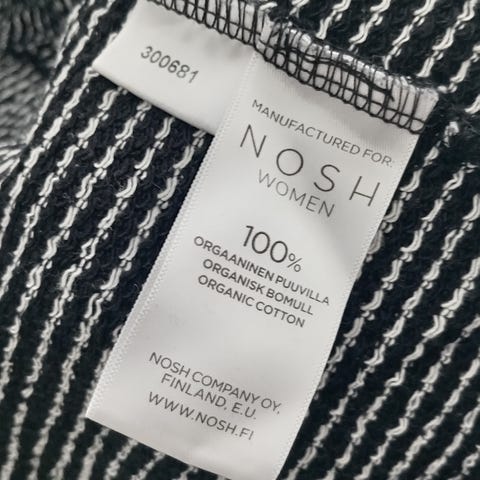 300681
MANUFACTURED FOR:
NOSH
WOMEN
100%
ORGAANINEN PUUVILLA
ORGANISK BOMULL
ORGANIC COTTON
NOSH COMPANY OY,
FINLAND, E.U.
WWW.NOSH.FI